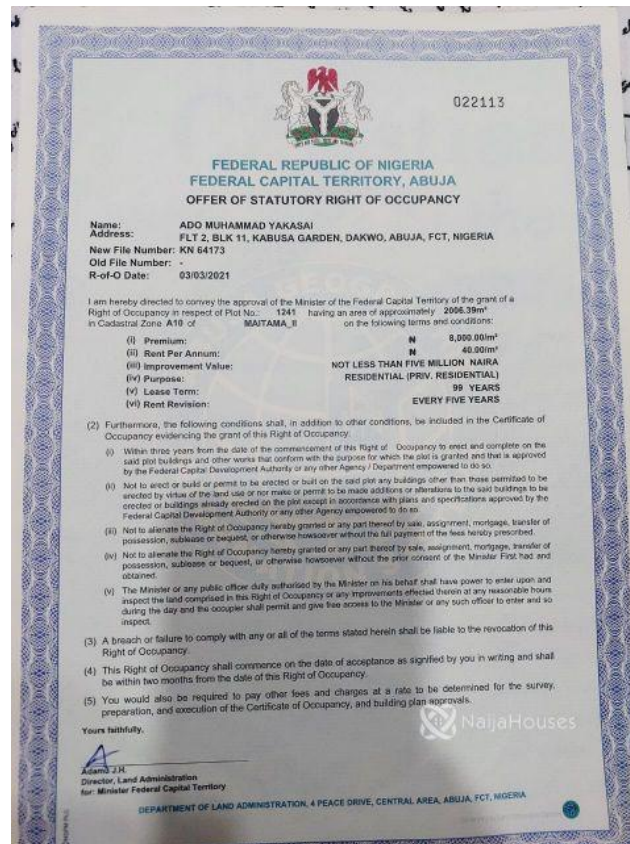 022113
FEDERAL REPUBLIC OF NIGERIA
FEDERAL CAPITAL TERRITORY, ABUJA
OFFER OF STATUTORY RIGHT OF OCCUPANCY
Name: ADO MUHAMMAD YAKASAI
Address: FLT 2, BLK 11, KABUSA GARDEN, DAKWO, ABUJA, FCT, NIGERIA
New File Number: KN 64173
Old File Number: -
R-of-O Date: 03/03/2021
I am hereby directed to convey the approval of the Minister of the Federal Capital Territory of the grant of a
Right of Occupancy in respect of Plot No.: 1241 having an area of approximately 2006.39m²
in Cadastral Zone A10 of MAITAMA_II on the following terms and conditions:
(i) Premium: N 8,000.00/m²
(ii) Rent Per Annum: N 40.00/m²
(iii) Improvement Value: NOT LESS THAN FIVE MILLION NAIRA
(iv) Purpose: RESIDENTIAL (PRIV. RESIDENTIAL)
(v) Lease Term: 99 YEARS
(vi) Rent Revision: EVERY FIVE YEARS
(2) Furthermore, the following conditions shall, in addition to other conditions, be included in the Certificate of
Occupancy evidencing the grant of this Right of Occupancy.
(i) Within three years from the date of the commencement of this Right of Occupancy to erect and complete on the
said plot buildings and other works that conform with the purpose for which the plot is granted and that is approved
by the Federal Capital Development Authority or any other Agency / Department empowered to do so.
(ii) Not to erect or build or permit to be erected or built on the said plot any buildings other than those permitted to be
erected by virtue of the land use or nor make or permit to be made additions or alterations to the said buildings to be
erected or buildings already erected on the plot except in accordance with plans and specifications approved by the
Federal Capital Development Authority or any other Agency empowered to do so.
(iii) Not to alienate the Right of Occupancy hereby granted or any part thereof by sale, assignment, mortgage, transfer of
possession, sublease or bequest, or otherwise howsoever without the full payment of the fees hereby prescribed.
(iv) Not to alienate the Right of Occupancy hereby granted or any part thereof by sale, assignment, mortgage, transfer of
possession, sublease or bequest, or otherwise howsoever without the prior consent of the Minister First had and
obtained.
(v) The Minister or any public officer duly authorised by the Minister on his behalf shall have power to enter upon and
inspect the land comprised in this Right of Occupancy or any Improvements effected therein at any reasonable hours
during the day and the occupier shall permit and give free access to the Minister or any such officer to enter and so
inspect.
(3) A breach or failure to comply with any or all of the terms stated herein shall be liable to the revocation of this
Right of Occupancy.
(4) This Right of Occupancy shall commence on the date of acceptance as signified by you in writing and shall
be within two months from the date of this Right of Occupancy.
(5) You would also be required to pay other fees and charges at a rate to be determined for the survey,
preparation, and execution of the Certificate of Occupancy, and building plan approvals.
NaijaHouses
Yours faithfully,
Adamu J.H.
Director, Land Administration
for: Minister Federal Capital Territory
DEPARTMENT OF LAND ADMINISTRATION, 4 PEACE DRIVE, CENTRAL AREA, ABUJA, FCT, NIGERIA